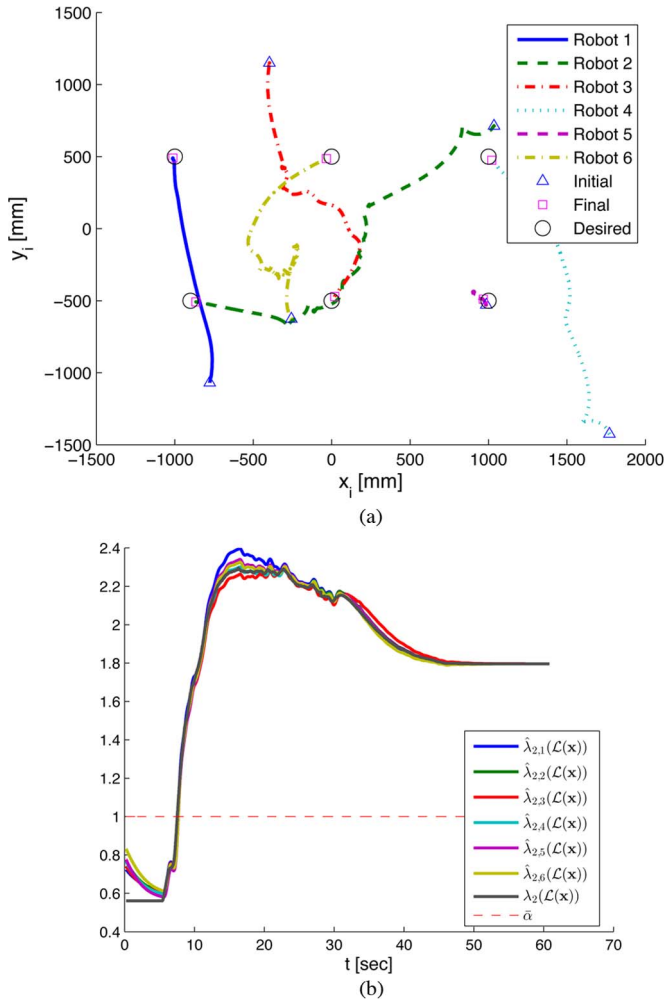 1500
1000
500
0
−500
−1000
−1500
y_i [mm]
−1500 −1000 −500 0 500 1000 1500 2000
x_i [mm]
Robot 1
Robot 2
Robot 3
Robot 4
Robot 5
Robot 6
Initial
Final
Desired
(a)
2.4
2.2
2
1.8
1.6
1.4
1.2
1
0.8
0.6
0.4
0 10 20 30 40 50 60 70
t [sec]
λ̂₂,₁(ℒ(𝐱))
λ̂₂,₂(ℒ(𝐱))
λ̂₂,₃(ℒ(𝐱))
λ̂₂,₄(ℒ(𝐱))
λ̂₂,₅(ℒ(𝐱))
λ̂₂,₆(ℒ(𝐱))
λ₂(ℒ(𝐱))
ᾱ
(b)